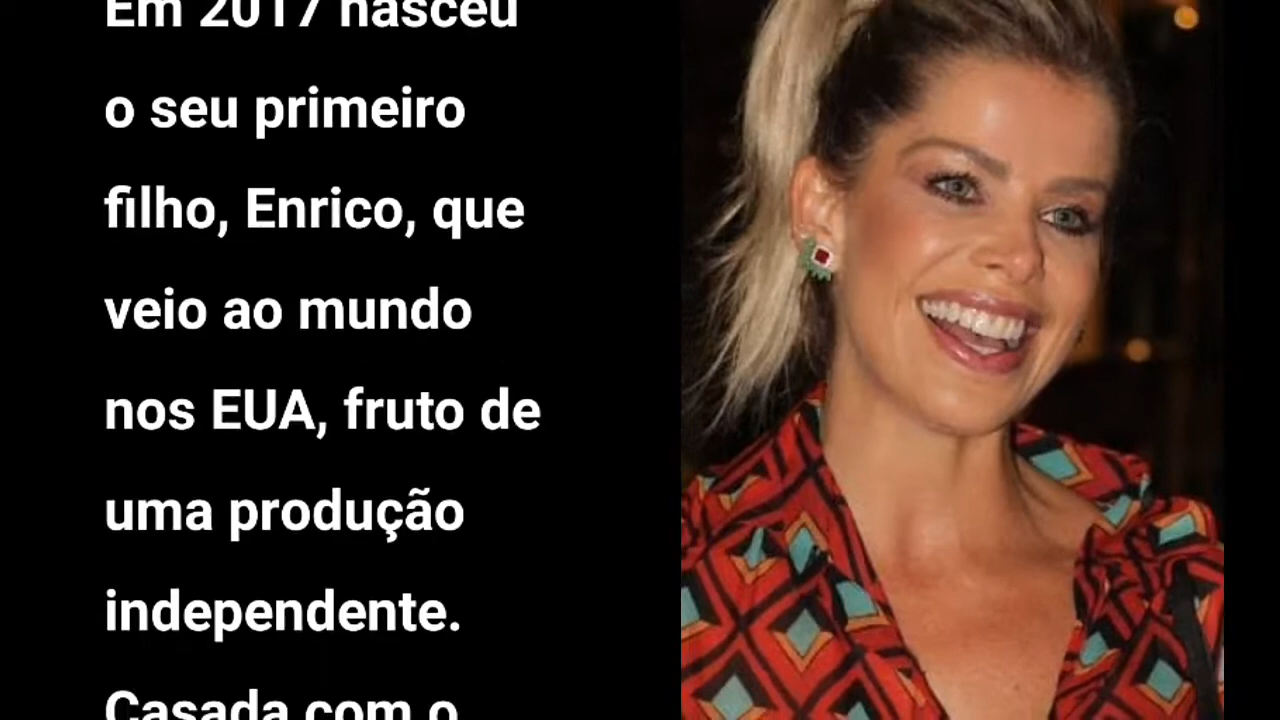 Em 2017 nasceu
o seu primeiro
filho, Enrico, que
veio ao mundo
nos EUA, fruto de
uma produção
independente.
Casada com o